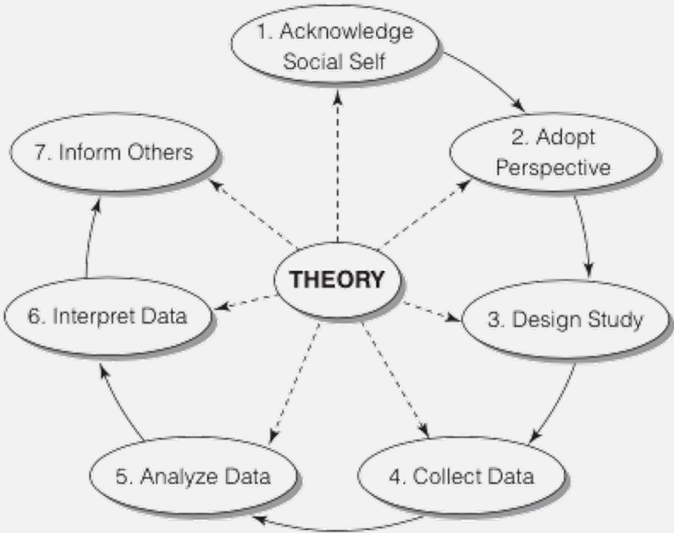 1. Acknowledge
Social Self
2. Adopt
Perspective
7. Inform Others
THEORY
6. Interpret Data
3. Design Study
5. Analyze Data
4. Collect Data